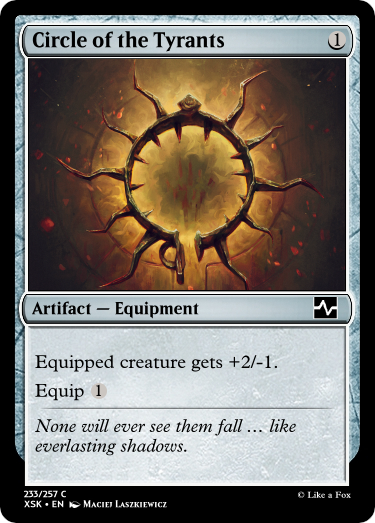 Circle of the Tyrants 1
Artifact — Equipment
Equipped creature gets +2/-1.
Equip 1
None will ever see them fall … like
everlasting shadows.
233/257 C
XSK • EN Maciej Laszkiewicz
© Like a Fox